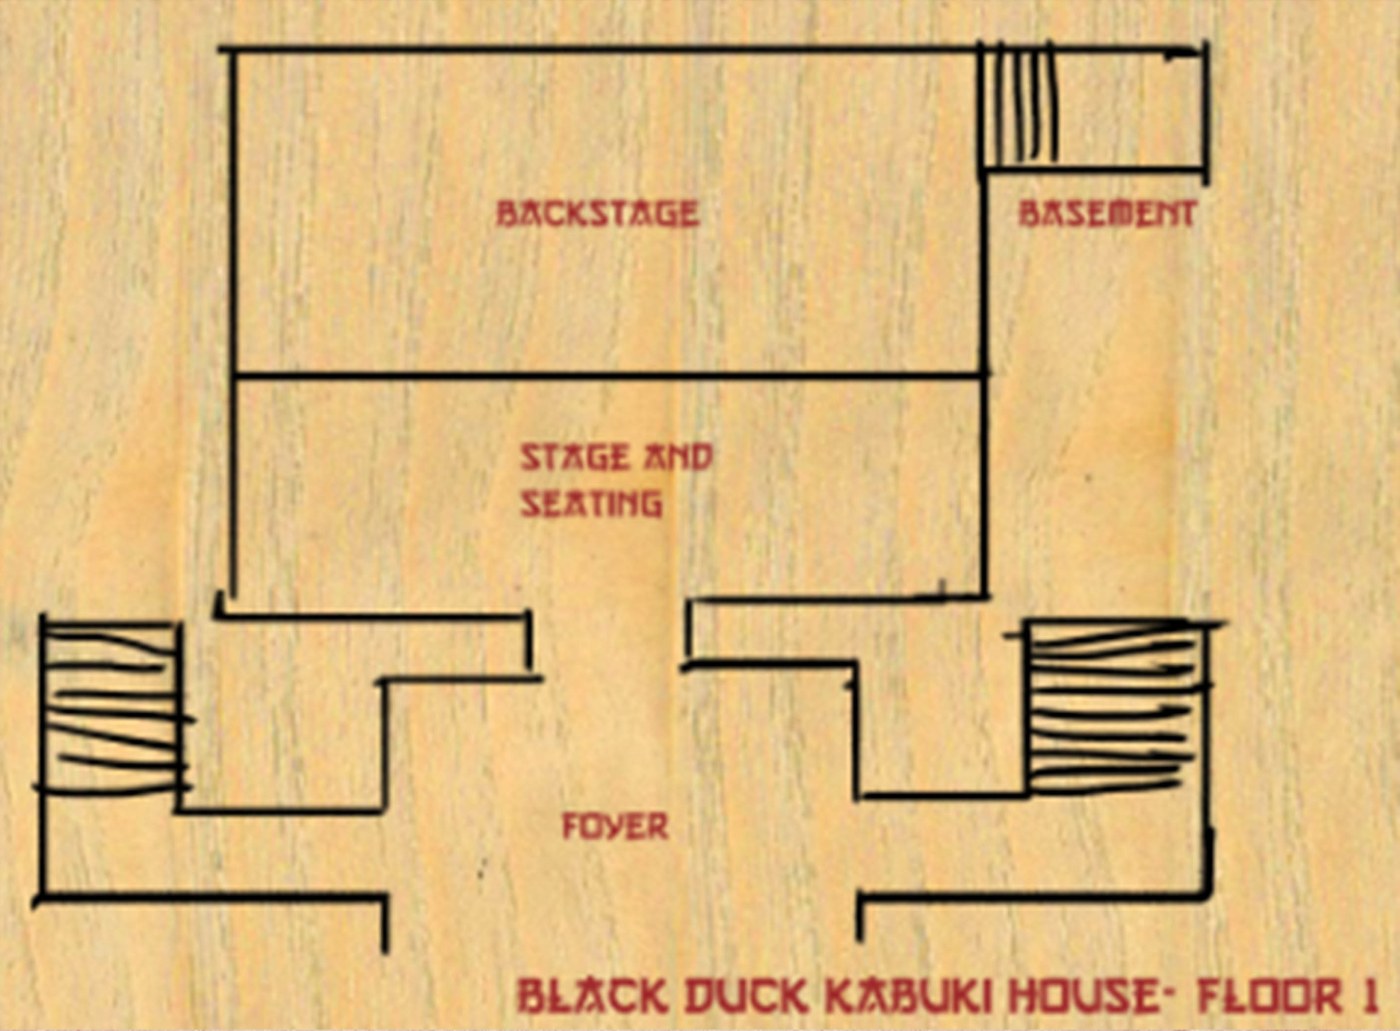 BACKSTAGE
BASEMENT
STAGE AND
SEATING
FOYER
BLACK DUCK KABUKI HOUSE- FLOOR 1